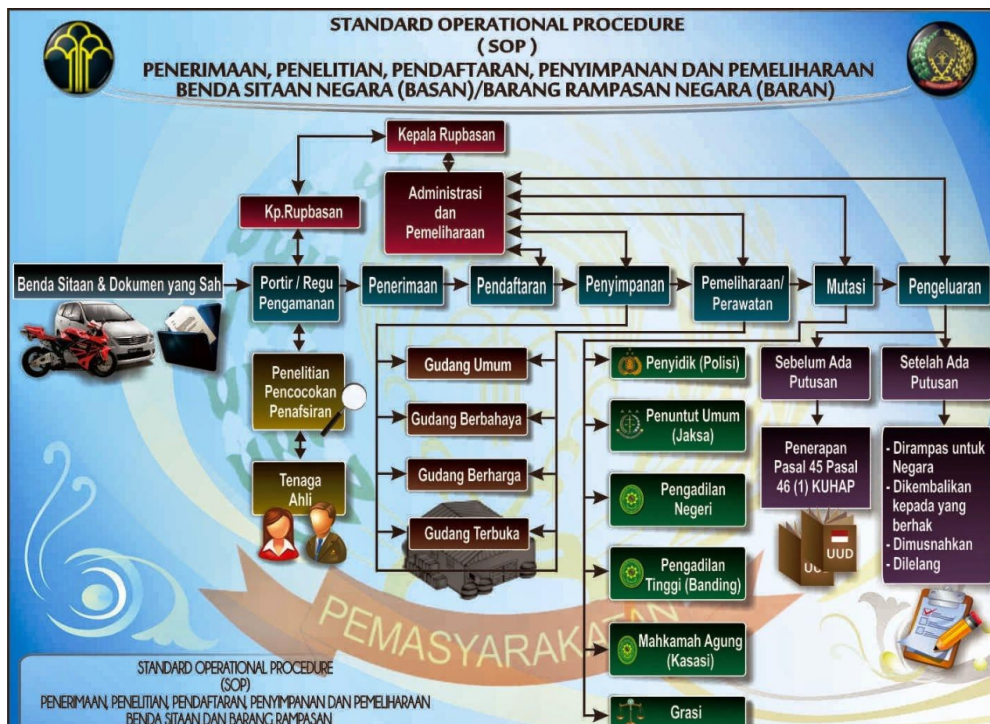 STANDARD OPERATIONAL PROCEDURE
( SOP )
PENERIMAAN, PENELITIAN, PENDAFTARAN, PENYIMPANAN DAN PEMELIHARAAN
BENDA SITAAN NEGARA (BASAN)/BARANG RAMPASAN NEGARA (BARAN)
Kepala Rupbasan
Administrasi
dan
Pemeliharaan
Kp.Rupbasan
Benda Sitaan & Dokumen yang Sah
Portir / Regu
Pengamanan
Penerimaan
Pendaftaran
Penyimpanan
Pemeliharaan/
Perawatan
Mutasi
Pengeluaran
Penelitian
Pencocokan
Penafsiran
Tenaga
Ahli
Gudang Umum
Gudang Berbahaya
Gudang Berharga
Gudang Terbuka
Penyidik (Polisi)
Penuntut Umum
(Jaksa)
Pengadilan
Negeri
Pengadilan
Tinggi (Banding)
Mahkamah Agung
(Kasasi)
Grasi
Sebelum Ada
Putusan
Setelah Ada
Putusan
Penerapan
Pasal 45 Pasal
46 (1) KUHAP
- Dirampas untuk
Negara
- Dikembalikan
kepada yang
berhak
- Dimusnahkan
- Dilelang
UUD
PEMASYARAKATAN
STANDARD OPERATIONAL PROCEDURE
(SOP)
PENERIMAAN, PENELITIAN, PENDAFTARAN, PENYIMPANAN DAN PEMELIHARAAN
BENDA SITAAN DAN BARANG RAMPASAN